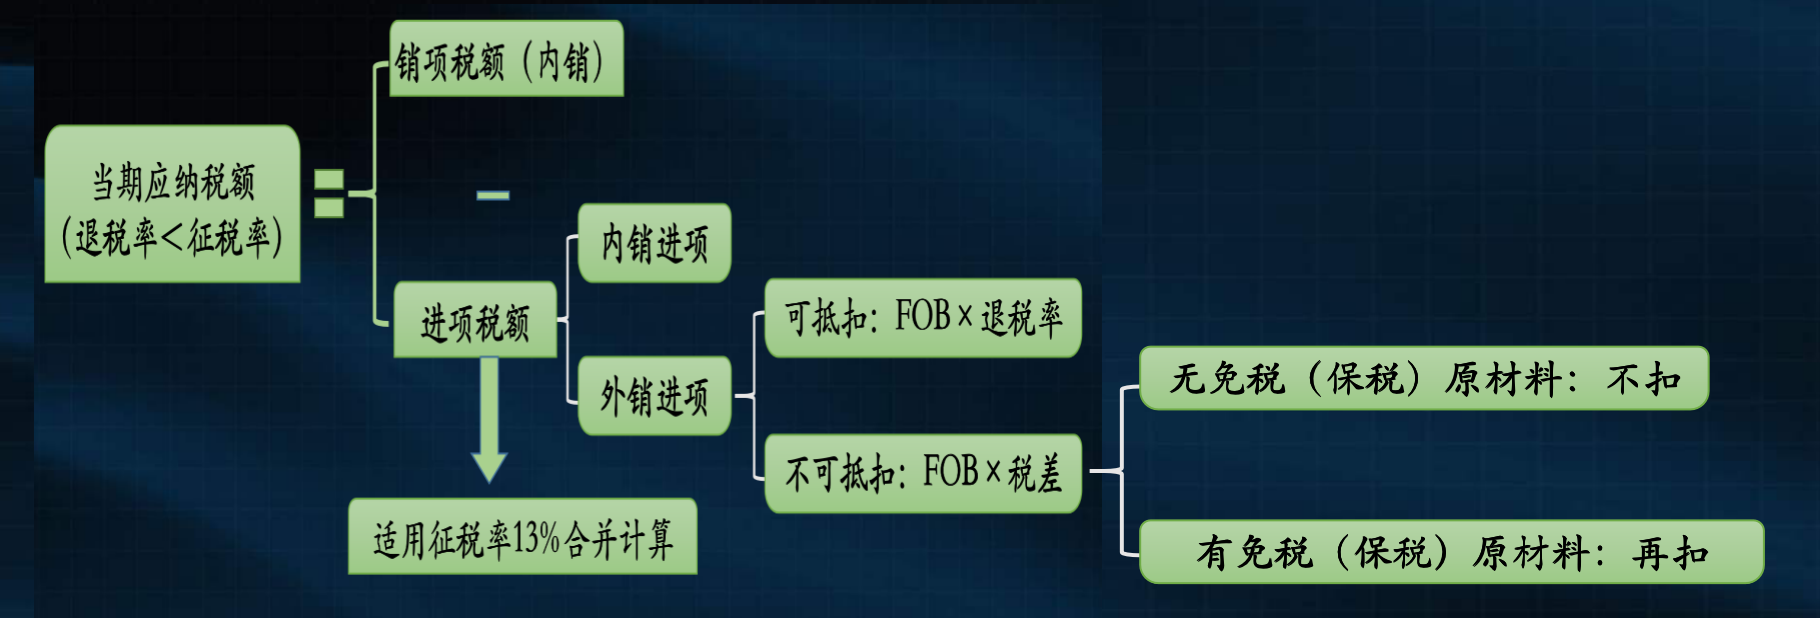 销项税额（内销）
当期应纳税额
（退税率＜征税率）
内销进项
进项税额
可抵扣：FOB×退税率
外销进项
不可抵扣：FOB×税差
无免税（保税）原材料：不扣
有免税（保税）原材料：再扣
适用征税率13%合并计算